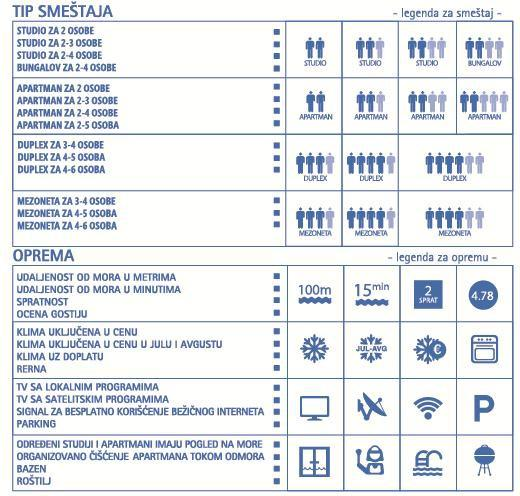 TIP SMEŠTAJA
- legenda za smeštaj -
STUDIO ZA 2 OSOBE
STUDIO ZA 2-3 OSOBE
STUDIO ZA 2-4 OSOBE
BUNGALOV ZA 2-4 OSOBE
STUDIO
STUDIO
STUDIO
BUNGALOV
APARTMAN ZA 2 OSOBE
APARTMAN ZA 2-3 OSOBE
APARTMAN ZA 2-4 OSOBE
APARTMAN ZA 2-5 OSOBA
APARTMAN
APARTMAN
APARTMAN
APARTMAN
DUPLEX ZA 3-4 OSOBE
DUPLEX ZA 4-5 OSOBA
DUPLEX ZA 4-6 OSOBA
DUPLEX
DUPLEX
DUPLEX
MEZONETA ZA 3-4 OSOBE
MEZONETA ZA 4-5 OSOBA
MEZONETA ZA 4-6 OSOBA
MEZONETA
MEZONETA
MEZONETA
OPREMA
- legenda za opremu -
UDALJENOST OD MORA U METRIMA
UDALJENOST OD MORA U MINUTIMA
SPRATNOST
OCENA GOSTIJU
100m
15min
2
SPRAT
4.78
KLIMA UKLJUČENA U CENU
KLIMA UKLJUČENA U CENU U JULU I AVGUSTU
KLIMA UZ DOPLATU
RERNA
JUL-AVG
€
TV SA LOKALNIM PROGRAMIMA
TV SA SATELITSKIM PROGRAMIMA
SIGNAL ZA BESPLATNO KORIŠĆENJE BEŽIČNOG INTERNETA
PARKING
P
ODREĐENI STUDIJI I APARTMANI IMAJU POGLED NA MORE
ORGANIZOVANO ČIŠĆENJE APARTMANA TOKOM ODMORA
BAZEN
ROŠTILJ